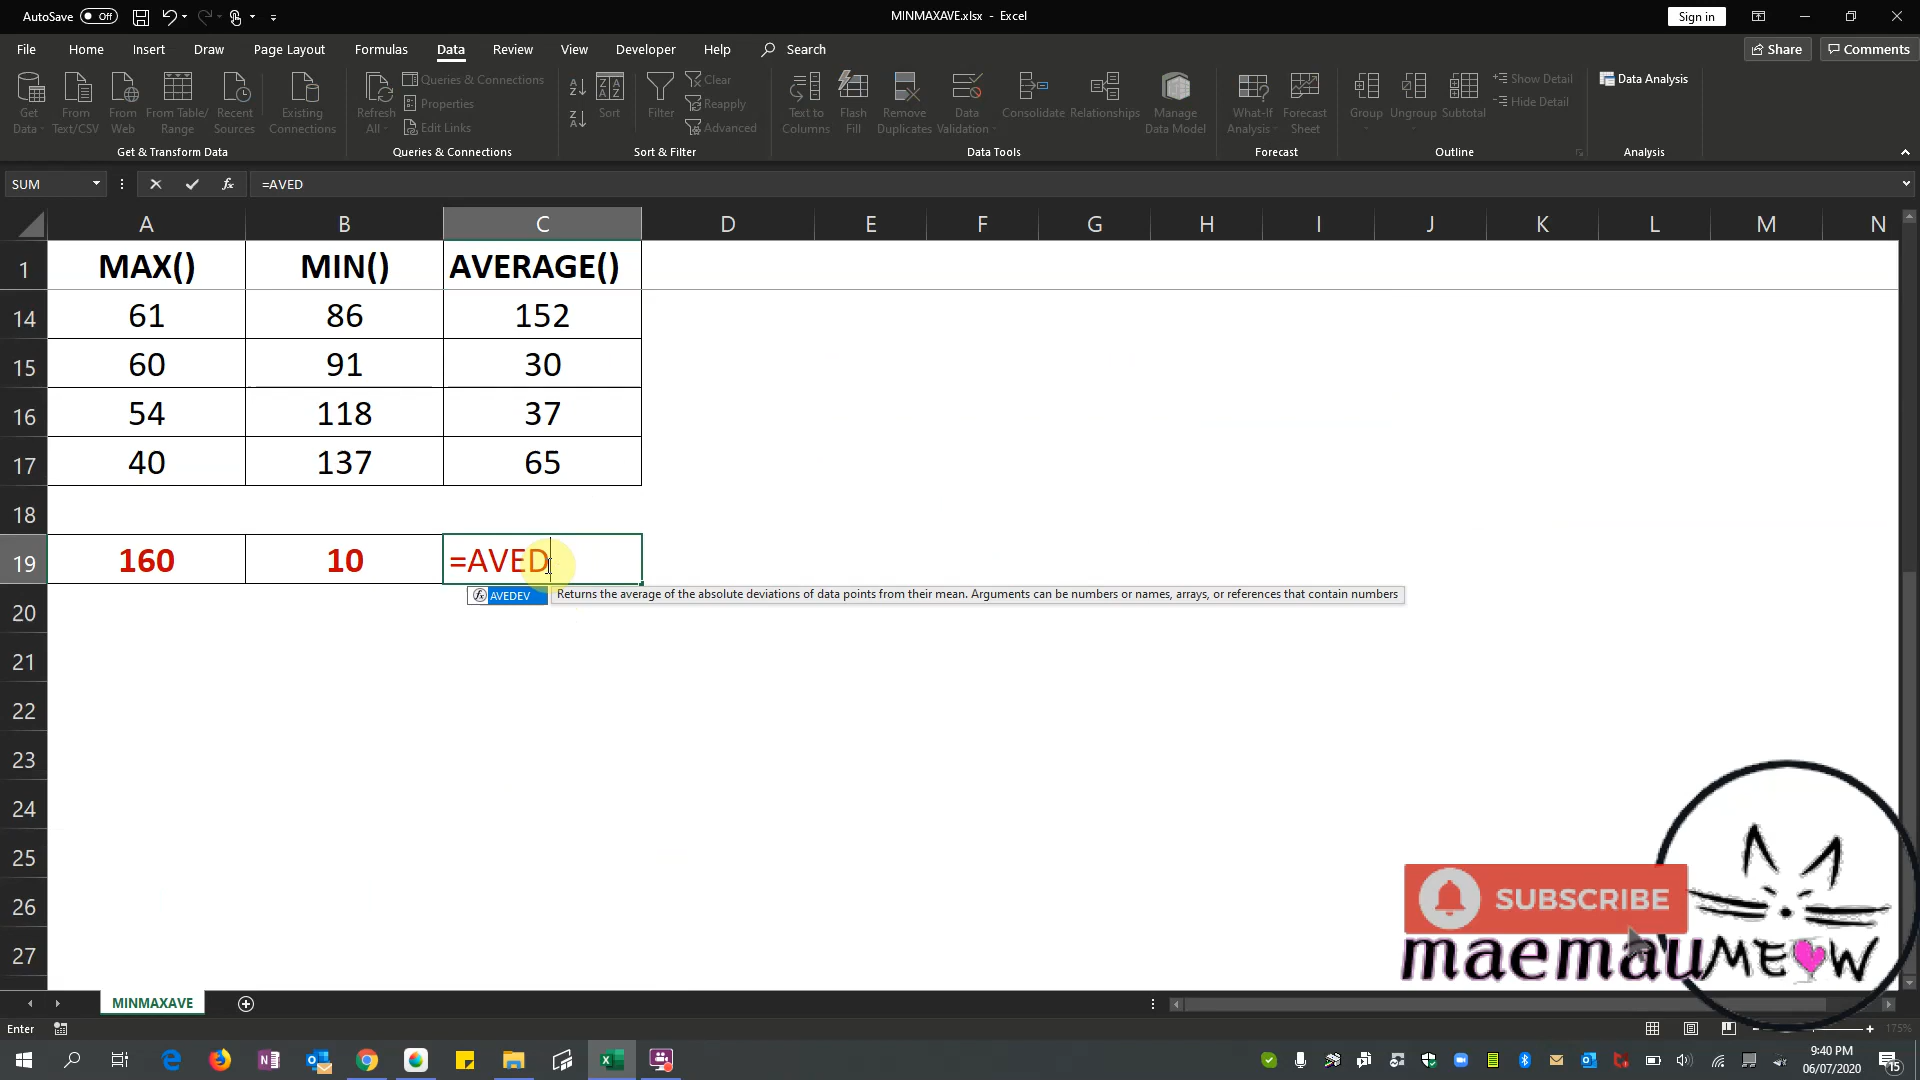 AutoSave Off
MINMAXAVE.xlsx - Excel
Sign in
File Home Insert Draw Page Layout Formulas Data Review View Developer Help Search
Share Comments
Get Data
From Text/CSV
From Web
From Table/ Range
Recent Sources
Existing Connections
Get & Transform Data
Refresh All
Queries & Connections
Properties
Edit Links
Queries & Connections
Sort
Filter
Clear
Reapply
Advanced
Sort & Filter
Text to Columns
Flash Fill
Remove Duplicates
Data Validation
Consolidate
Relationships
Manage Data Model
Data Tools
What-If Analysis
Forecast Sheet
Forecast
Group
Ungroup
Subtotal
Show Detail
Hide Detail
Outline
Data Analysis
Analysis
SUM fx =AVED
A B C D E F G H I J K L M N
1 MAX() MIN() AVERAGE()
14 61 86 152
15 60 91 30
16 54 118 37
17 40 137 65
18
19 160 10 =AVED
AVEDEV Returns the average of the absolute deviations of data points from their mean. Arguments can be numbers or names, arrays, or references that contain numbers
20
21
22
23
24
25
26
27
SUBSCRIBE
maemau MEOW
MINMAXAVE
Enter
175%
9:40 PM
06/07/2020
15